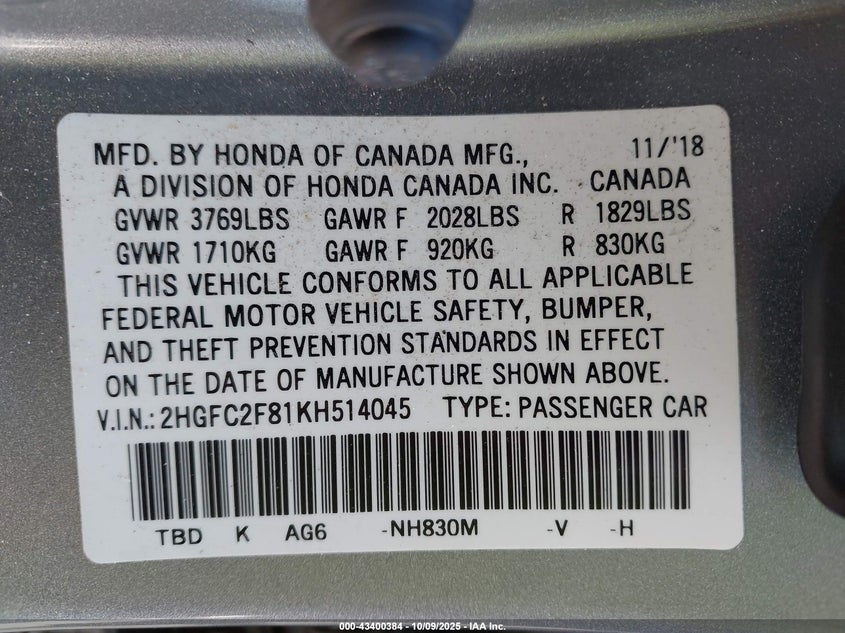 MFD. BY HONDA OF CANADA MFG., 11/'18
A DIVISION OF HONDA CANADA INC. CANADA
GVWR 3769LBS GAWR F 2028LBS R 1829LBS
GVWR 1710KG GAWR F 920KG R 830KG
THIS VEHICLE CONFORMS TO ALL APPLICABLE
FEDERAL MOTOR VEHICLE SAFETY, BUMPER,
AND THEFT PREVENTION STANDARDS IN EFFECT
ON THE DATE OF MANUFACTURE SHOWN ABOVE.
V.I.N.: 2HGFC2F81KH514045 TYPE: PASSENGER CAR
TBD K AG6 -NH830M -V -H
000-43400384 - 10/09/2025 - IAA Inc.